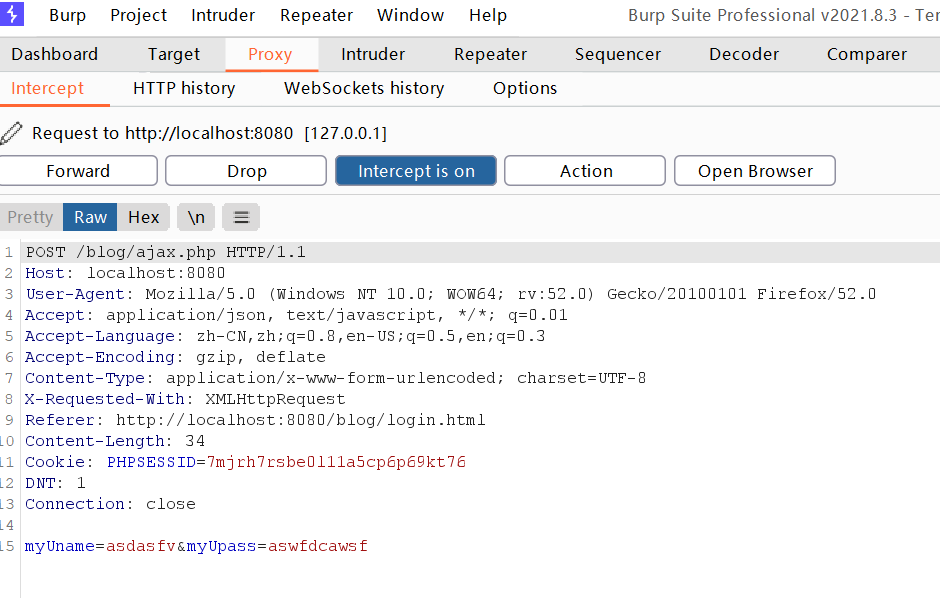 Burp Project Intruder Repeater Window Help Burp Suite Professional v2021.8.3 - Ter
Dashboard Target Proxy Intruder Repeater Sequencer Decoder Comparer
Intercept HTTP history WebSockets history Options
Request to http://localhost:8080 [127.0.0.1]
Forward Drop Intercept is on Action Open Browser
Pretty Raw Hex \n
1 POST /blog/ajax.php HTTP/1.1
2 Host: localhost:8080
3 User-Agent: Mozilla/5.0 (Windows NT 10.0; WOW64; rv:52.0) Gecko/20100101 Firefox/52.0
4 Accept: application/json, text/javascript, */*; q=0.01
5 Accept-Language: zh-CN,zh;q=0.8,en-US;q=0.5,en;q=0.3
6 Accept-Encoding: gzip, deflate
7 Content-Type: application/x-www-form-urlencoded; charset=UTF-8
8 X-Requested-With: XMLHttpRequest
9 Referer: http://localhost:8080/blog/login.html
10 Content-Length: 34
11 Cookie: PHPSESSID=7mjrh7rsbe0l11a5cp6p69kt76
12 DNT: 1
13 Connection: close
14
15 myUname=asdasfv&myUpass=aswfdcawsf